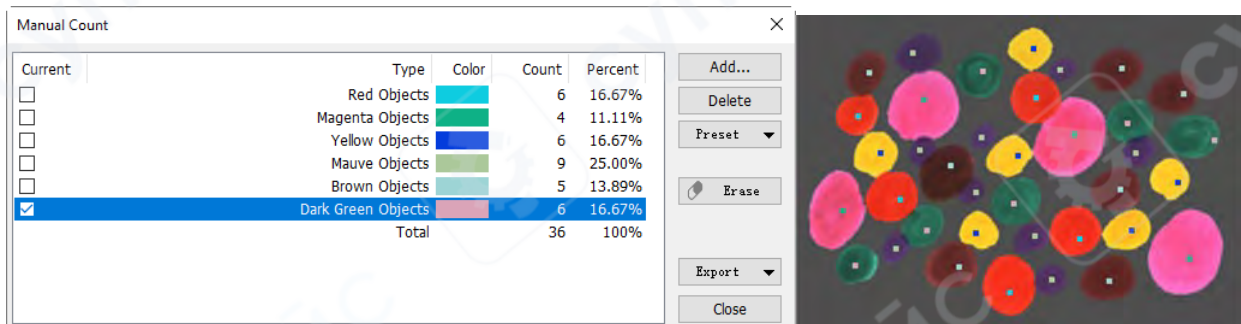 Manual Count
Current Type Color Count Percent
Red Objects 6 16.67%
Magenta Objects 4 11.11%
Yellow Objects 6 16.67%
Mauve Objects 9 25.00%
Brown Objects 5 13.89%
Dark Green Objects 6 16.67%
Total 36 100%
Add...
Delete
Preset
Erase
Export
Close